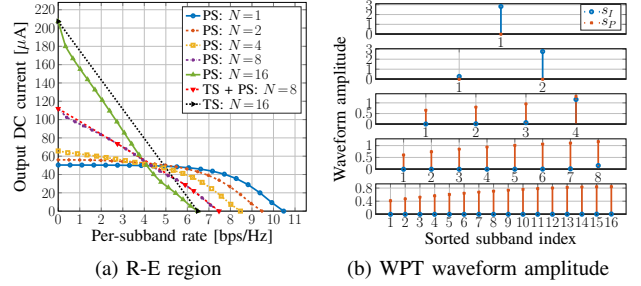 220
200
180
160
140
120
100
80
60
40
20
0
0 1 2 3 4 5 6 7 8 9 10 11
Output DC current [μA]
Per-subband rate [bps/Hz]
PS: N = 1
PS: N = 2
PS: N = 4
PS: N = 8
PS: N = 16
TS + PS: N = 8
TS: N = 16
(a) R-E region
Waveform amplitude
s_I
s_P
3
2
1
0
1
3
2
1
0
1 2
1
0.5
0
1 2 3 4
1
0.5
0
1 2 3 4 5 6 7 8
0.8
0.4
0
1 2 3 4 5 6 7 8 9 10 11 12 13 14 15 16
Sorted subband index
(b) WPT waveform amplitude